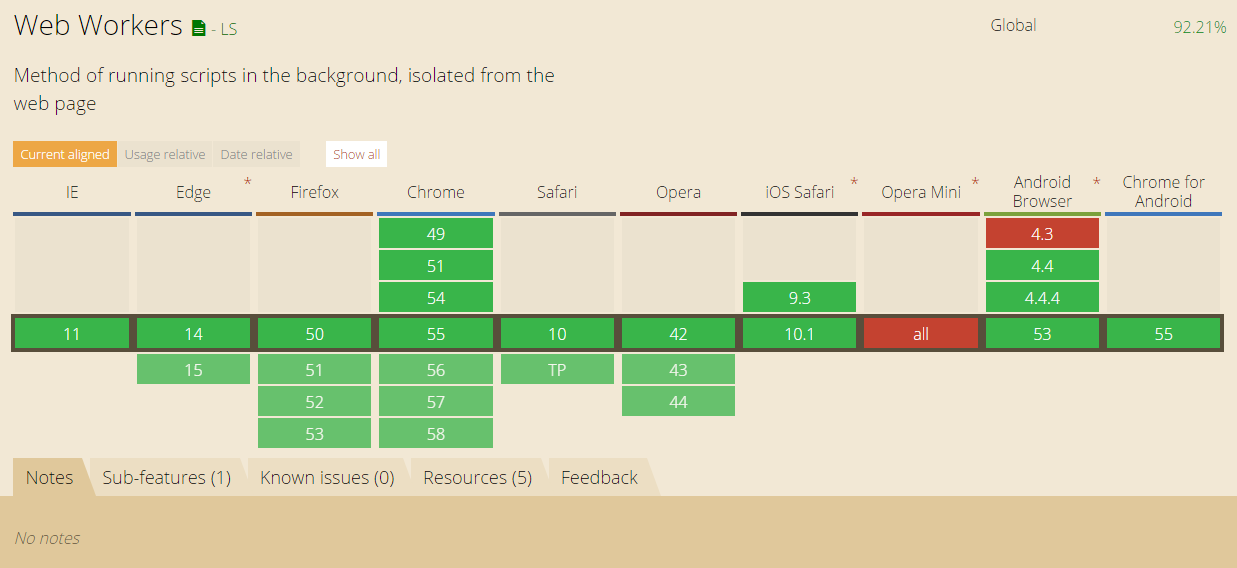 Web Workers - LS
Global 92.21%
Method of running scripts in the background, isolated from the
web page
Current aligned Usage relative Date relative Show all
IE Edge * Firefox Chrome Safari Opera iOS Safari * Opera Mini * Android Browser * Chrome for Android
49 4.3
51 4.4
54 9.3 4.4.4
11 14 50 55 10 42 10.1 all 53 55
15 51 56 TP 43
52 57 44
53 58
Notes Sub-features (1) Known issues (0) Resources (5) Feedback
No notes